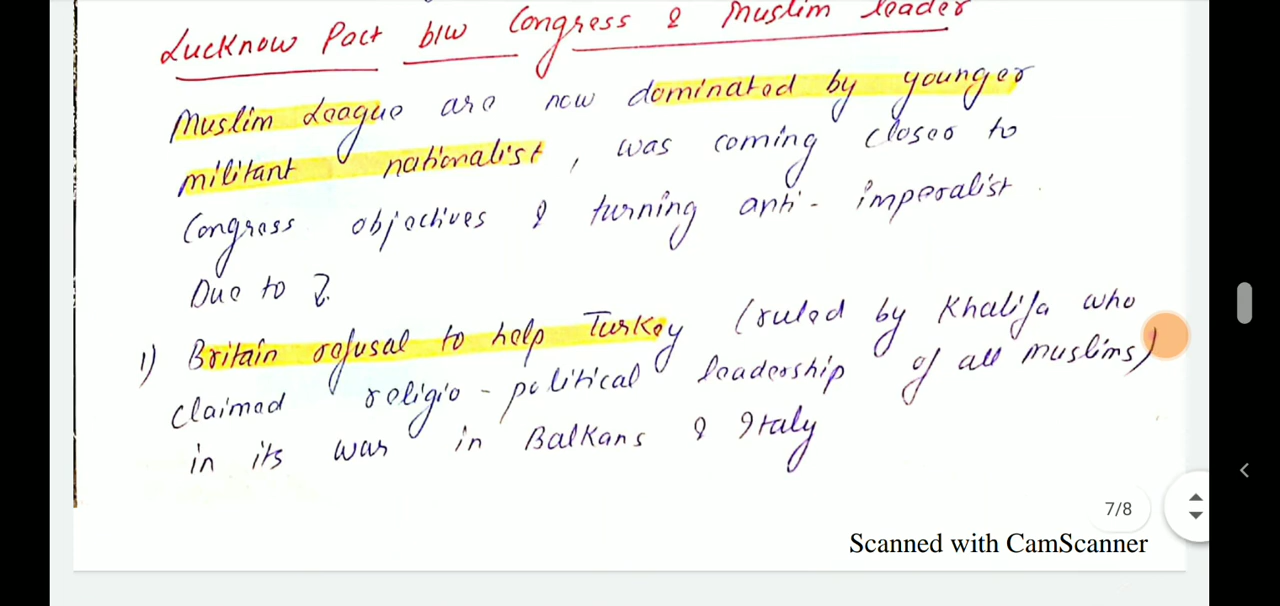 Lucknow Pact b/w Congress & Muslim leader
Muslim League are now dominated by younger
militant nationalist, was coming closer to
Congress objectives & turning anti-imperalist.
Due to ?
1) Britain refusal to help Turkey (ruled by Khalifa who
claimed religio-political leadership of all muslims)
in its war in Balkans & Italy
7/8
Scanned with CamScanner